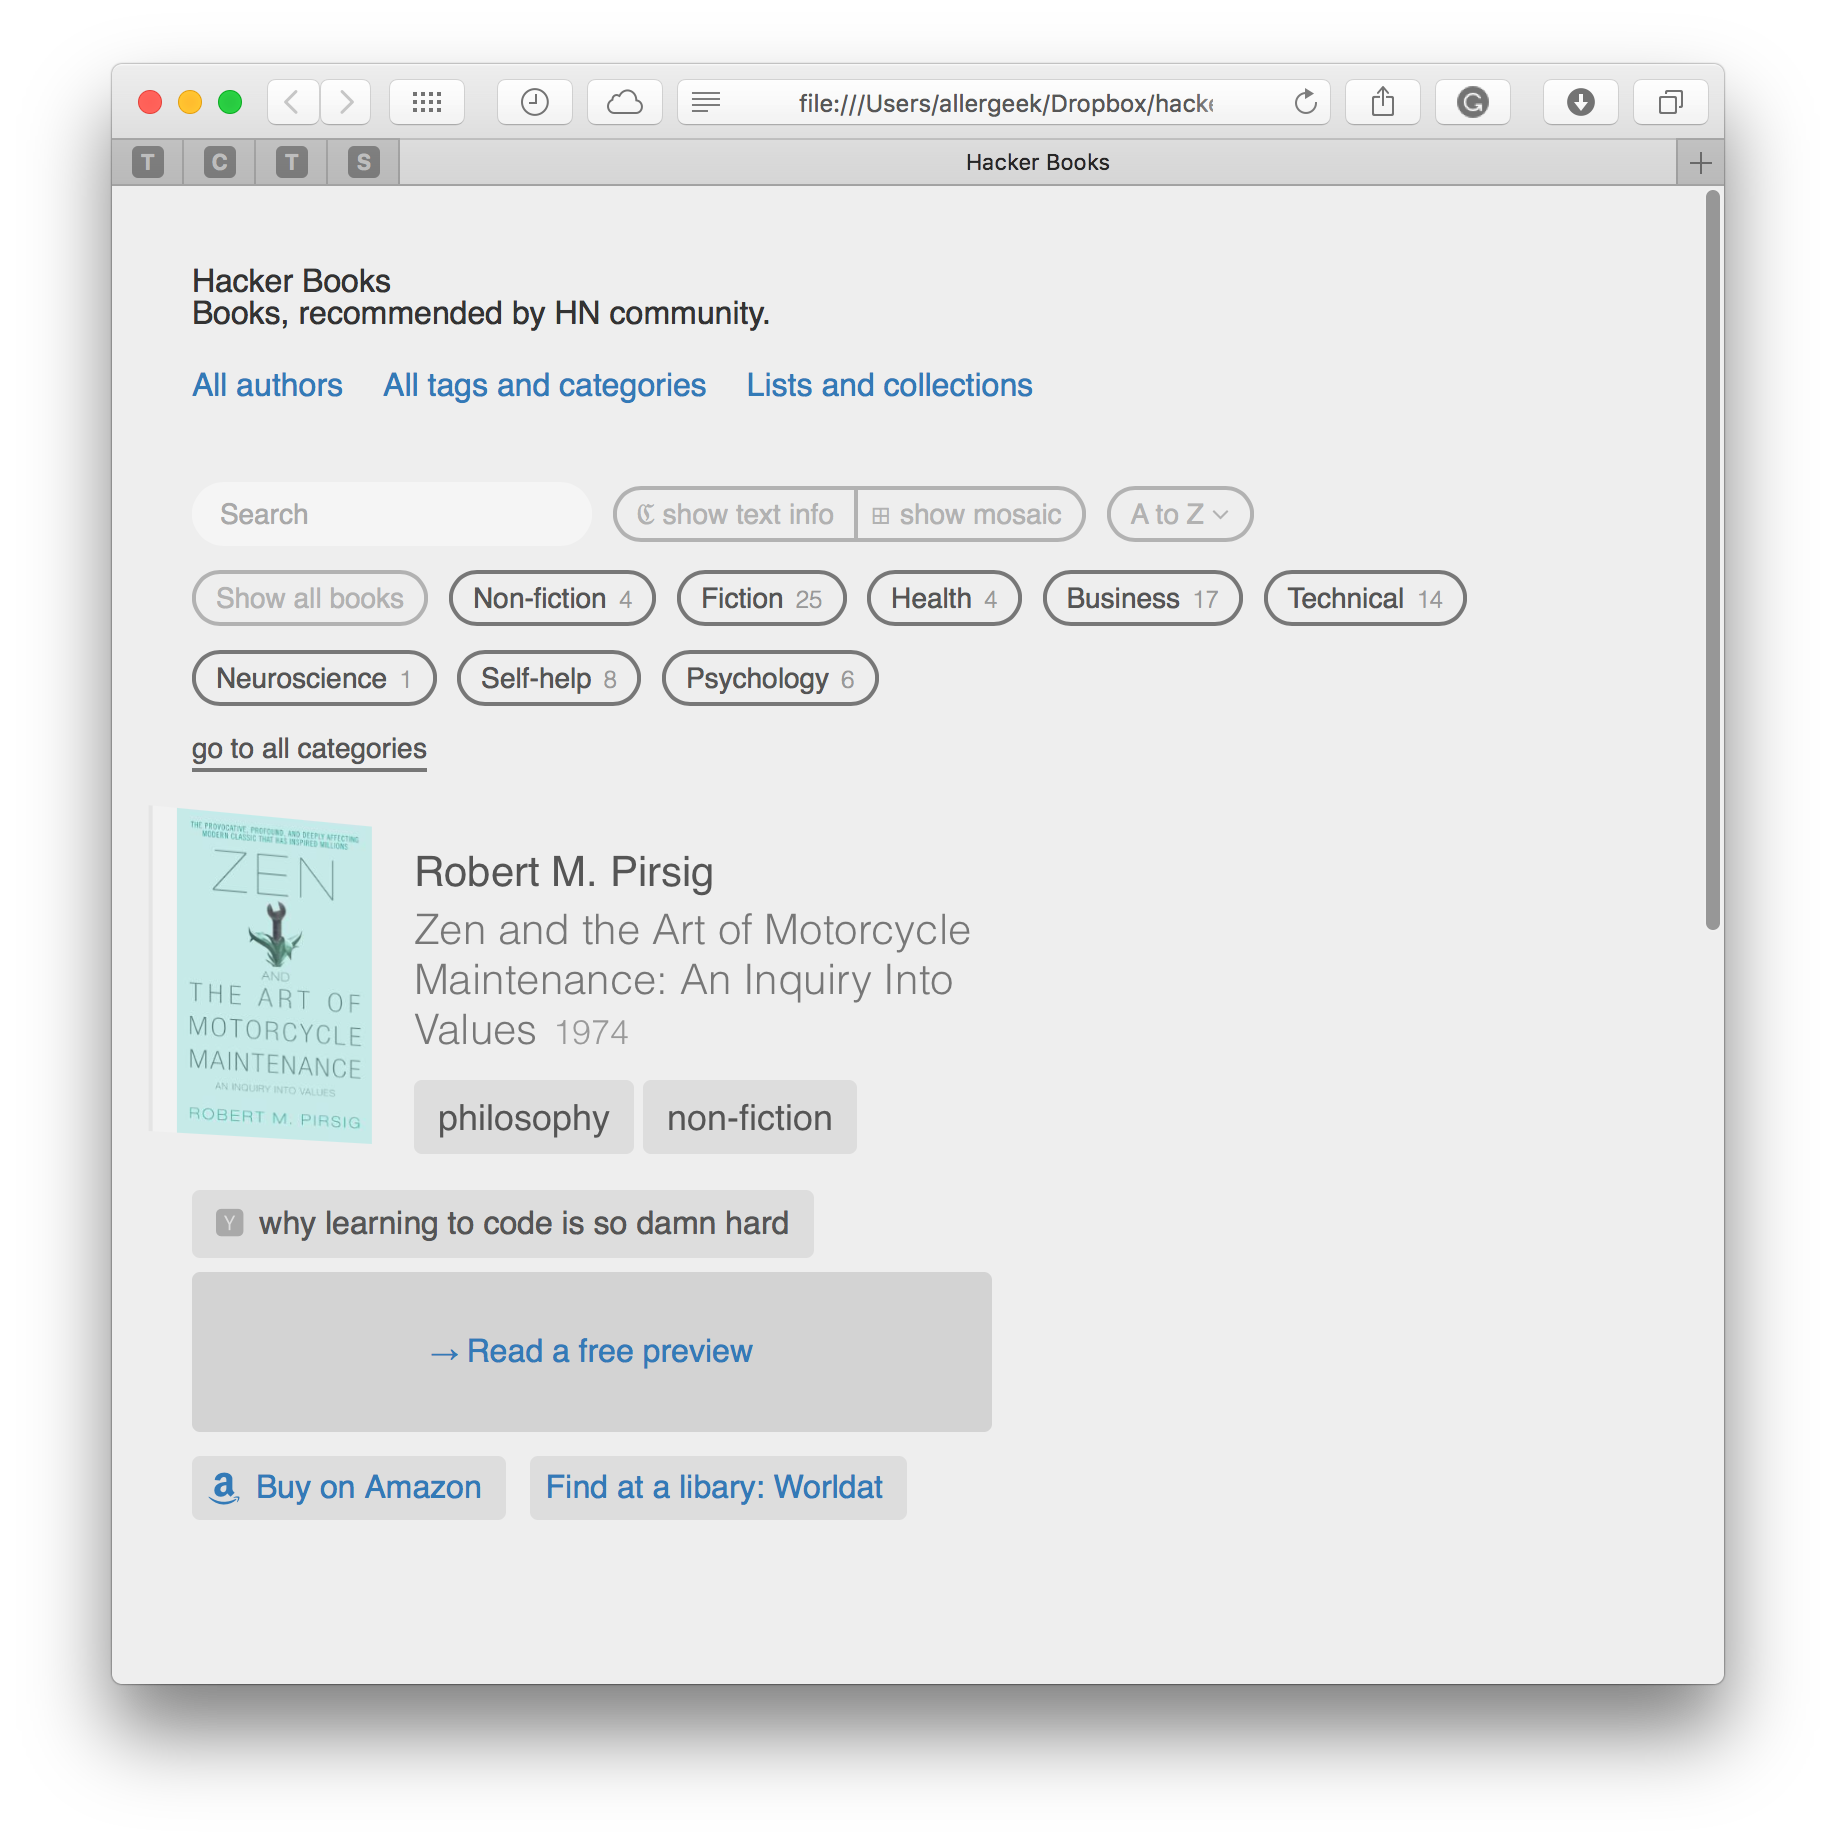 file:///Users/allergeek/Dropbox/hack
T C T S Hacker Books
Hacker Books
Books, recommended by HN community.
All authors All tags and categories Lists and collections
Search ℭ show text info show mosaic A to Z
Show all books Non-fiction 4 Fiction 25 Health 4 Business 17 Technical 14
Neuroscience 1 Self-help 8 Psychology 6
go to all categories
THE PROVOCATIVE, PROFOUND, AND DEEPLY AFFECTING
MODERN CLASSIC THAT HAS INSPIRED MILLIONS
ZEN
AND
THE ART OF
MOTORCYCLE
MAINTENANCE
AN INQUIRY INTO VALUES
ROBERT M. PIRSIG
Robert M. Pirsig
Zen and the Art of Motorcycle
Maintenance: An Inquiry Into
Values 1974
philosophy non-fiction
Y why learning to code is so damn hard
→ Read a free preview
a Buy on Amazon Find at a libary: Worldat